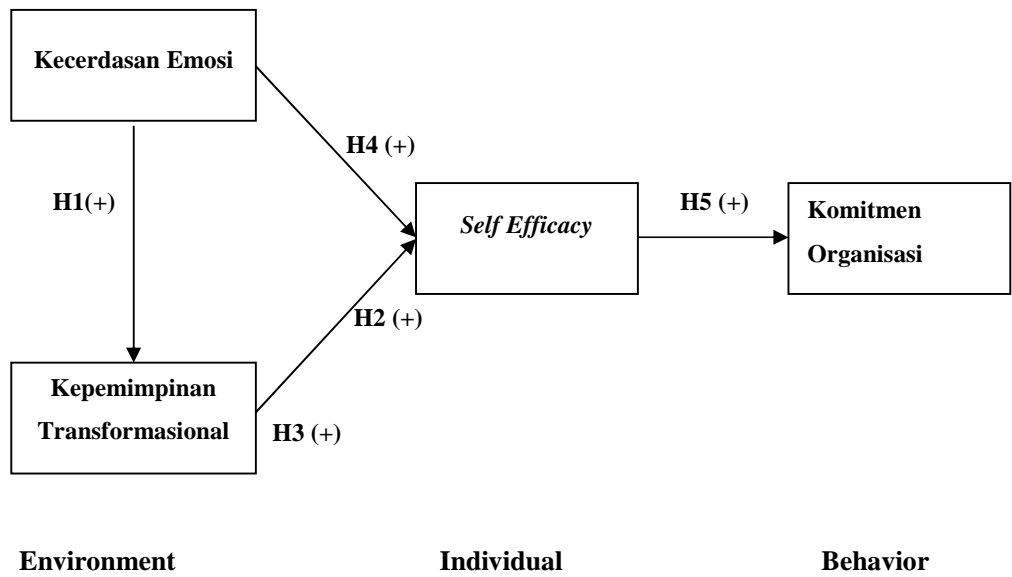 Kecerdasan Emosi
H4 (+)
H1(+)
Self Efficacy
H5 (+)
Komitmen
Organisasi
H2 (+)
Kepemimpinan
Transformasional
H3 (+)
Environment
Individual
Behavior